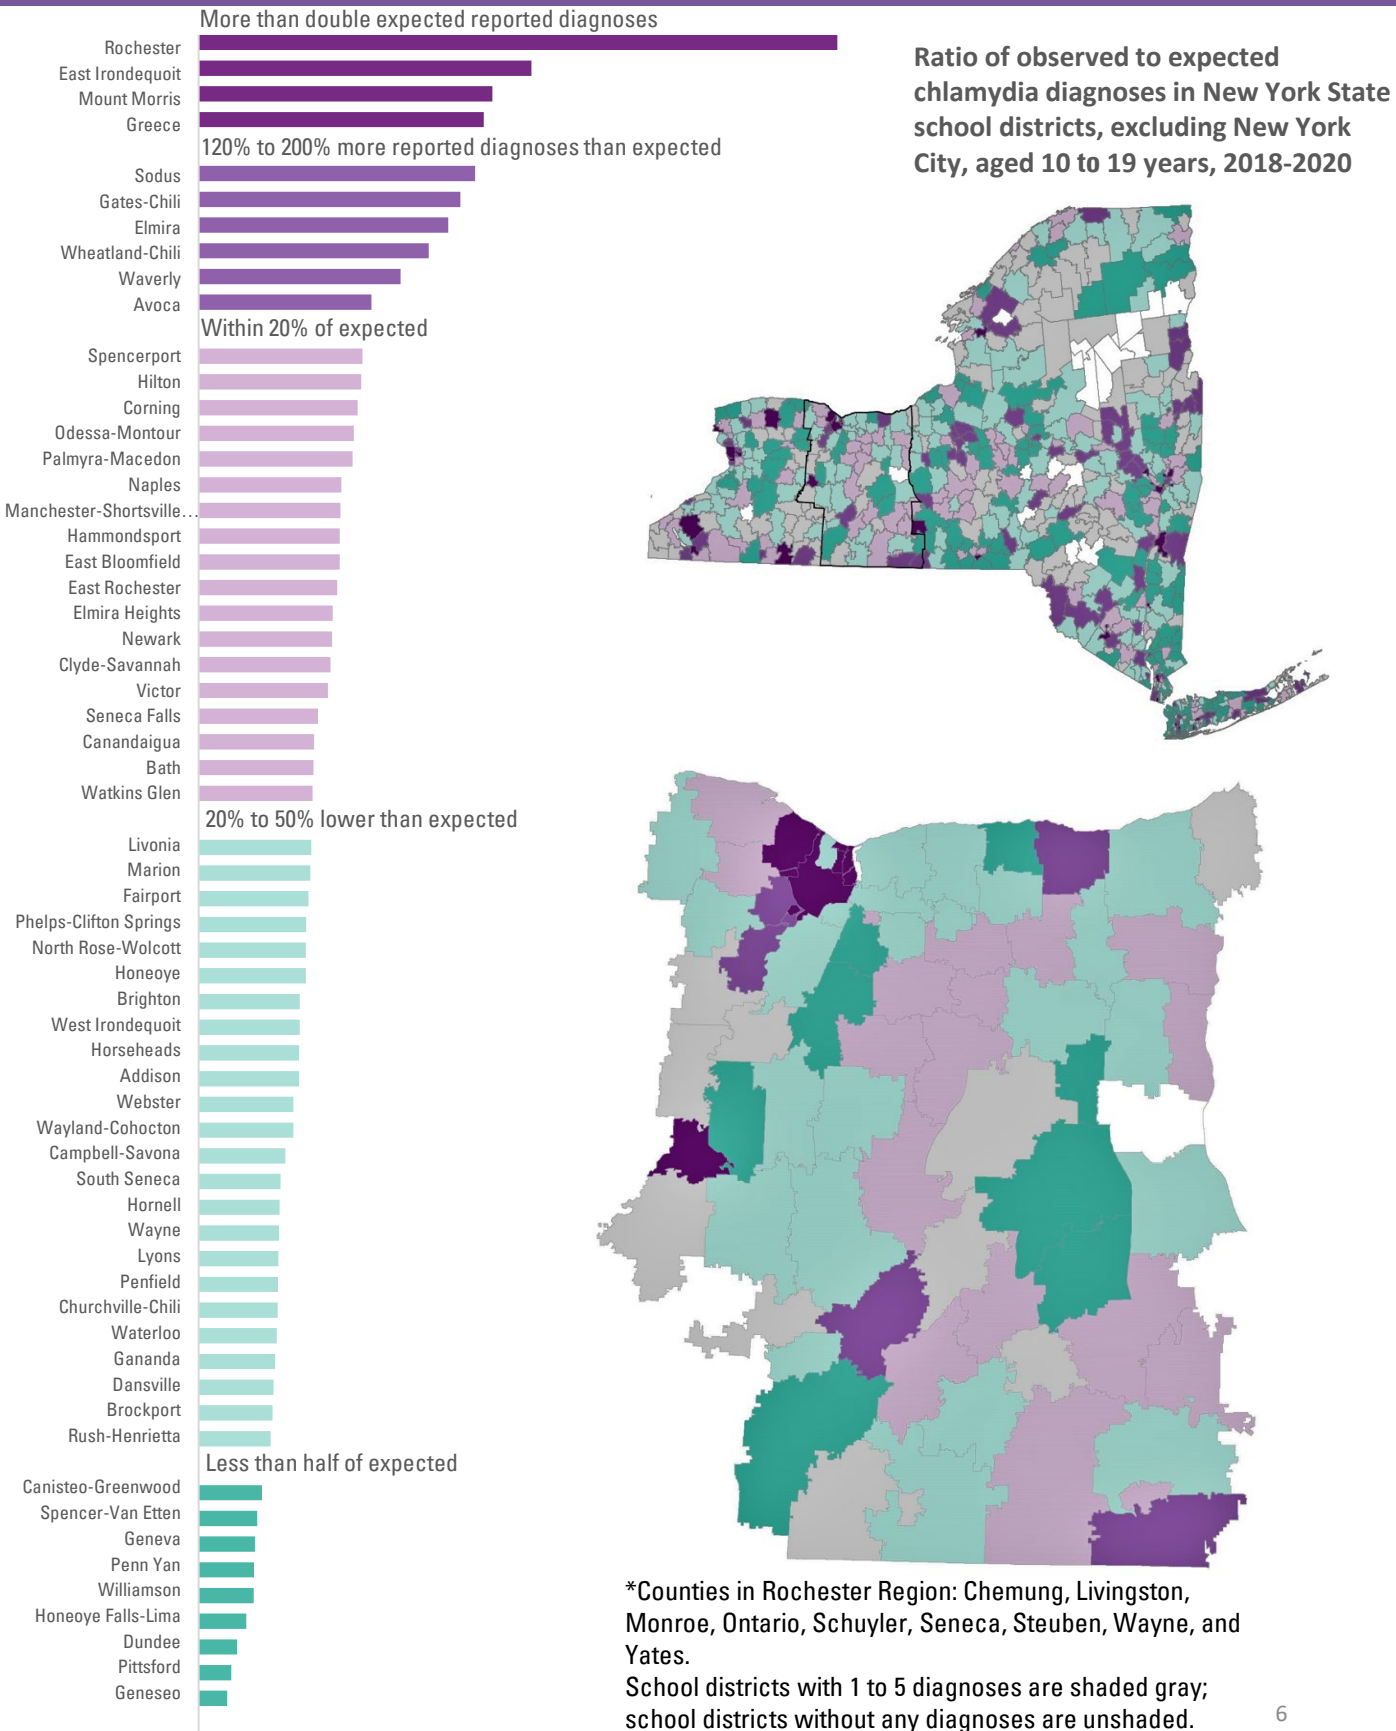 More than double expected reported diagnoses
Rochester
East Irondequoit
Mount Morris
Greece
120% to 200% more reported diagnoses than expected
Sodus
Gates-Chili
Elmira
Wheatland-Chili
Waverly
Avoca
Within 20% of expected
Spencerport
Hilton
Corning
Odessa-Montour
Palmyra-Macedon
Naples
Manchester-Shortsville…
Hammondsport
East Bloomfield
East Rochester
Elmira Heights
Newark
Clyde-Savannah
Victor
Seneca Falls
Canandaigua
Bath
Watkins Glen
20% to 50% lower than expected
Livonia
Marion
Fairport
Phelps-Clifton Springs
North Rose-Wolcott
Honeoye
Brighton
West Irondequoit
Horseheads
Addison
Webster
Wayland-Cohocton
Campbell-Savona
South Seneca
Hornell
Wayne
Lyons
Penfield
Churchville-Chili
Waterloo
Gananda
Dansville
Brockport
Rush-Henrietta
Less than half of expected
Canisteo-Greenwood
Spencer-Van Etten
Geneva
Penn Yan
Williamson
Honeoye Falls-Lima
Dundee
Pittsford
Geneseo
Ratio of observed to expected
chlamydia diagnoses in New York State
school districts, excluding New York
City, aged 10 to 19 years, 2018-2020
*Counties in Rochester Region: Chemung, Livingston,
Monroe, Ontario, Schuyler, Seneca, Steuben, Wayne, and
Yates.
School districts with 1 to 5 diagnoses are shaded gray;
school districts without any diagnoses are unshaded.
6